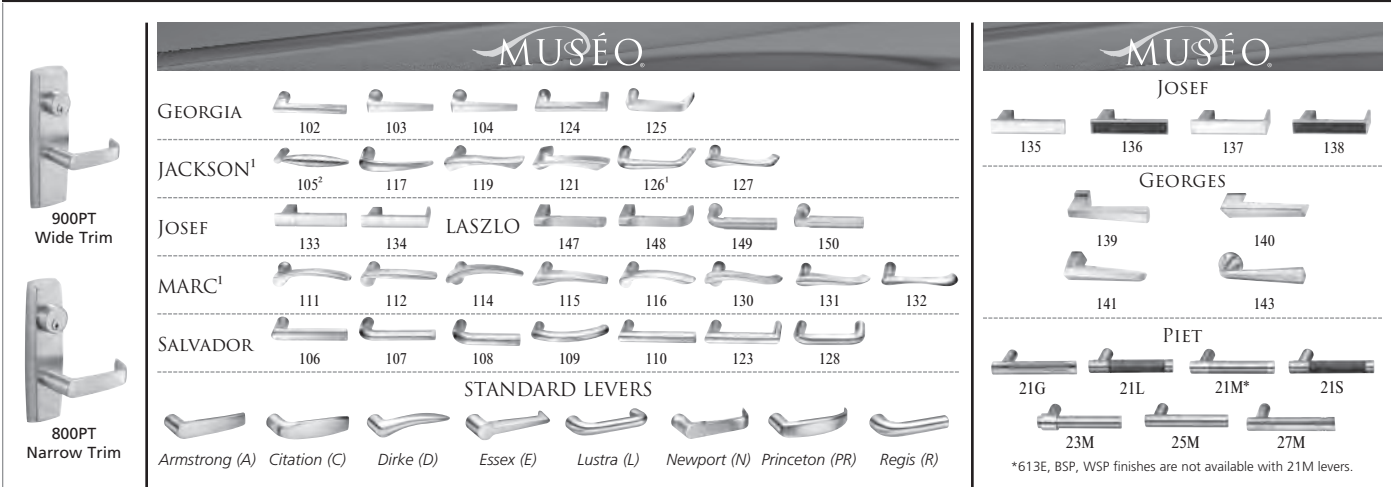 900PT
Wide Trim
800PT
Narrow Trim
MUSÉO®
GEORGIA
102 103 104 124 125
JACKSON¹
105² 117 119 121 126¹ 127
JOSEF
133 134
LASZLO
147 148 149 150
MARC¹
111 112 114 115 116 130 131 132
SALVADOR
106 107 108 109 110 123 128
STANDARD LEVERS
Armstrong (A) Citation (C) Dirke (D) Essex (E) Lustra (L) Newport (N) Princeton (PR) Regis (R)
MUSÉO®
JOSEF
135 136 137 138
GEORGES
139 140
141 143
PIET
21G 21L 21M* 21S
23M 25M 27M
*613E, BSP, WSP finishes are not available with 21M levers.